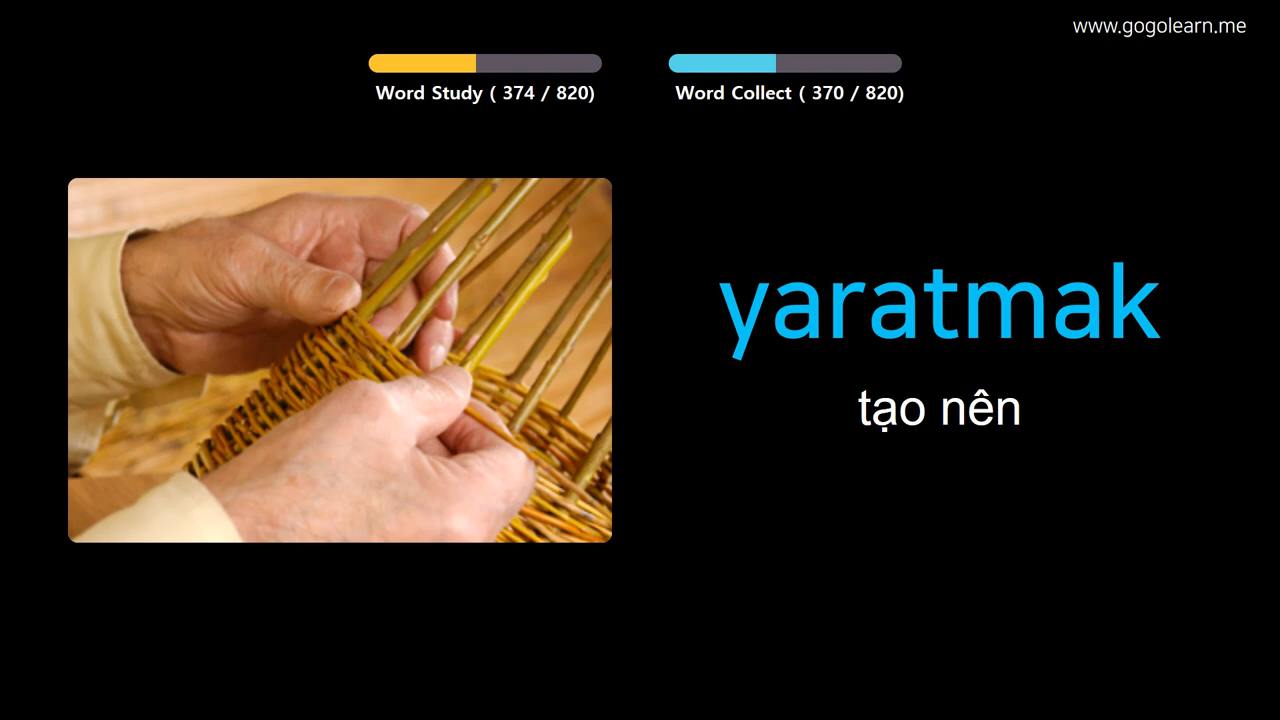 www.gogolearn.me
Word Study ( 374 / 820)
Word Collect ( 370 / 820)
yaratmak
tạo nên